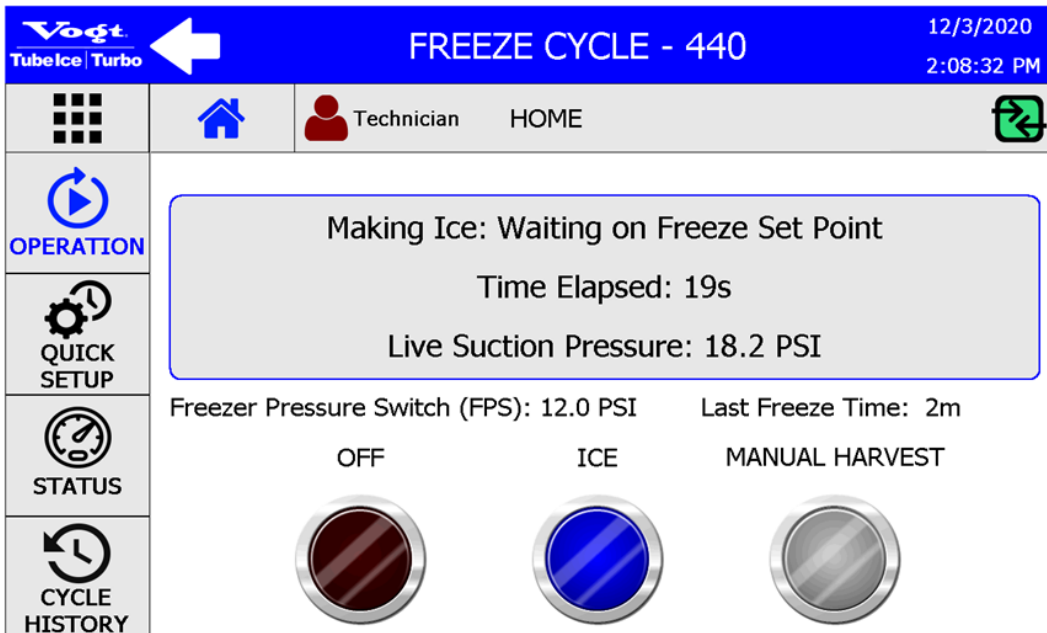 Vogt
TubeIce | Turbo
FREEZE CYCLE - 440
12/3/2020
2:08:32 PM
Technician
HOME
OPERATION
QUICK
SETUP
STATUS
CYCLE
HISTORY
Making Ice: Waiting on Freeze Set Point
Time Elapsed: 19s
Live Suction Pressure: 18.2 PSI
Freezer Pressure Switch (FPS): 12.0 PSI
Last Freeze Time: 2m
OFF
ICE
MANUAL HARVEST